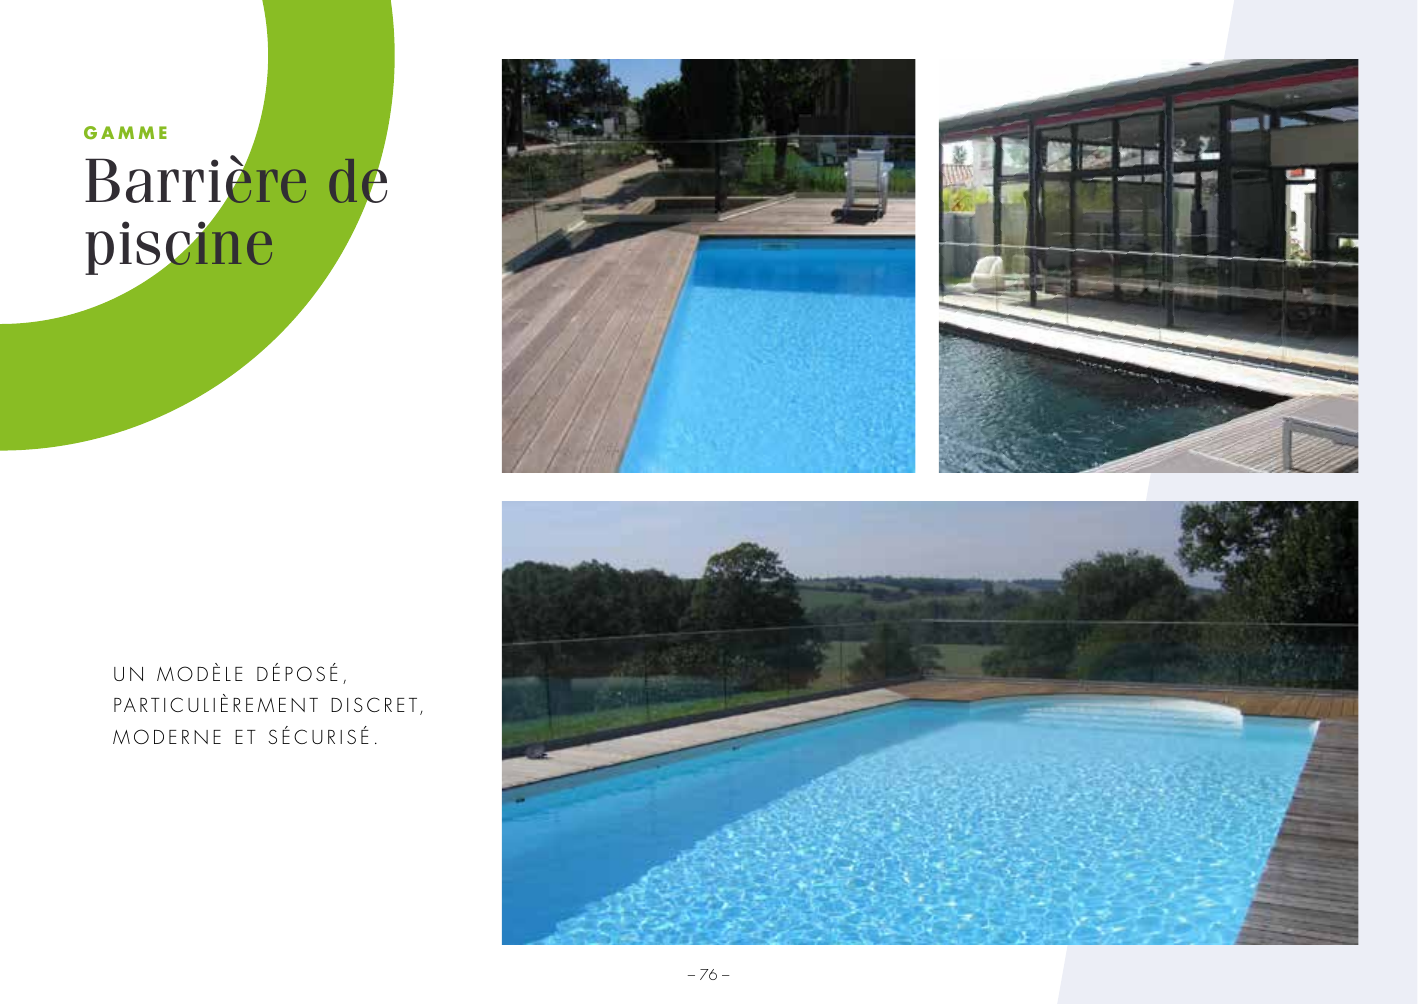 GAMME
Barrière de
piscine
UN MODÈLE DÉPOSÉ,
PARTICULIÈREMENT DISCRET,
MODERNE ET SÉCURISÉ.
– 76 –